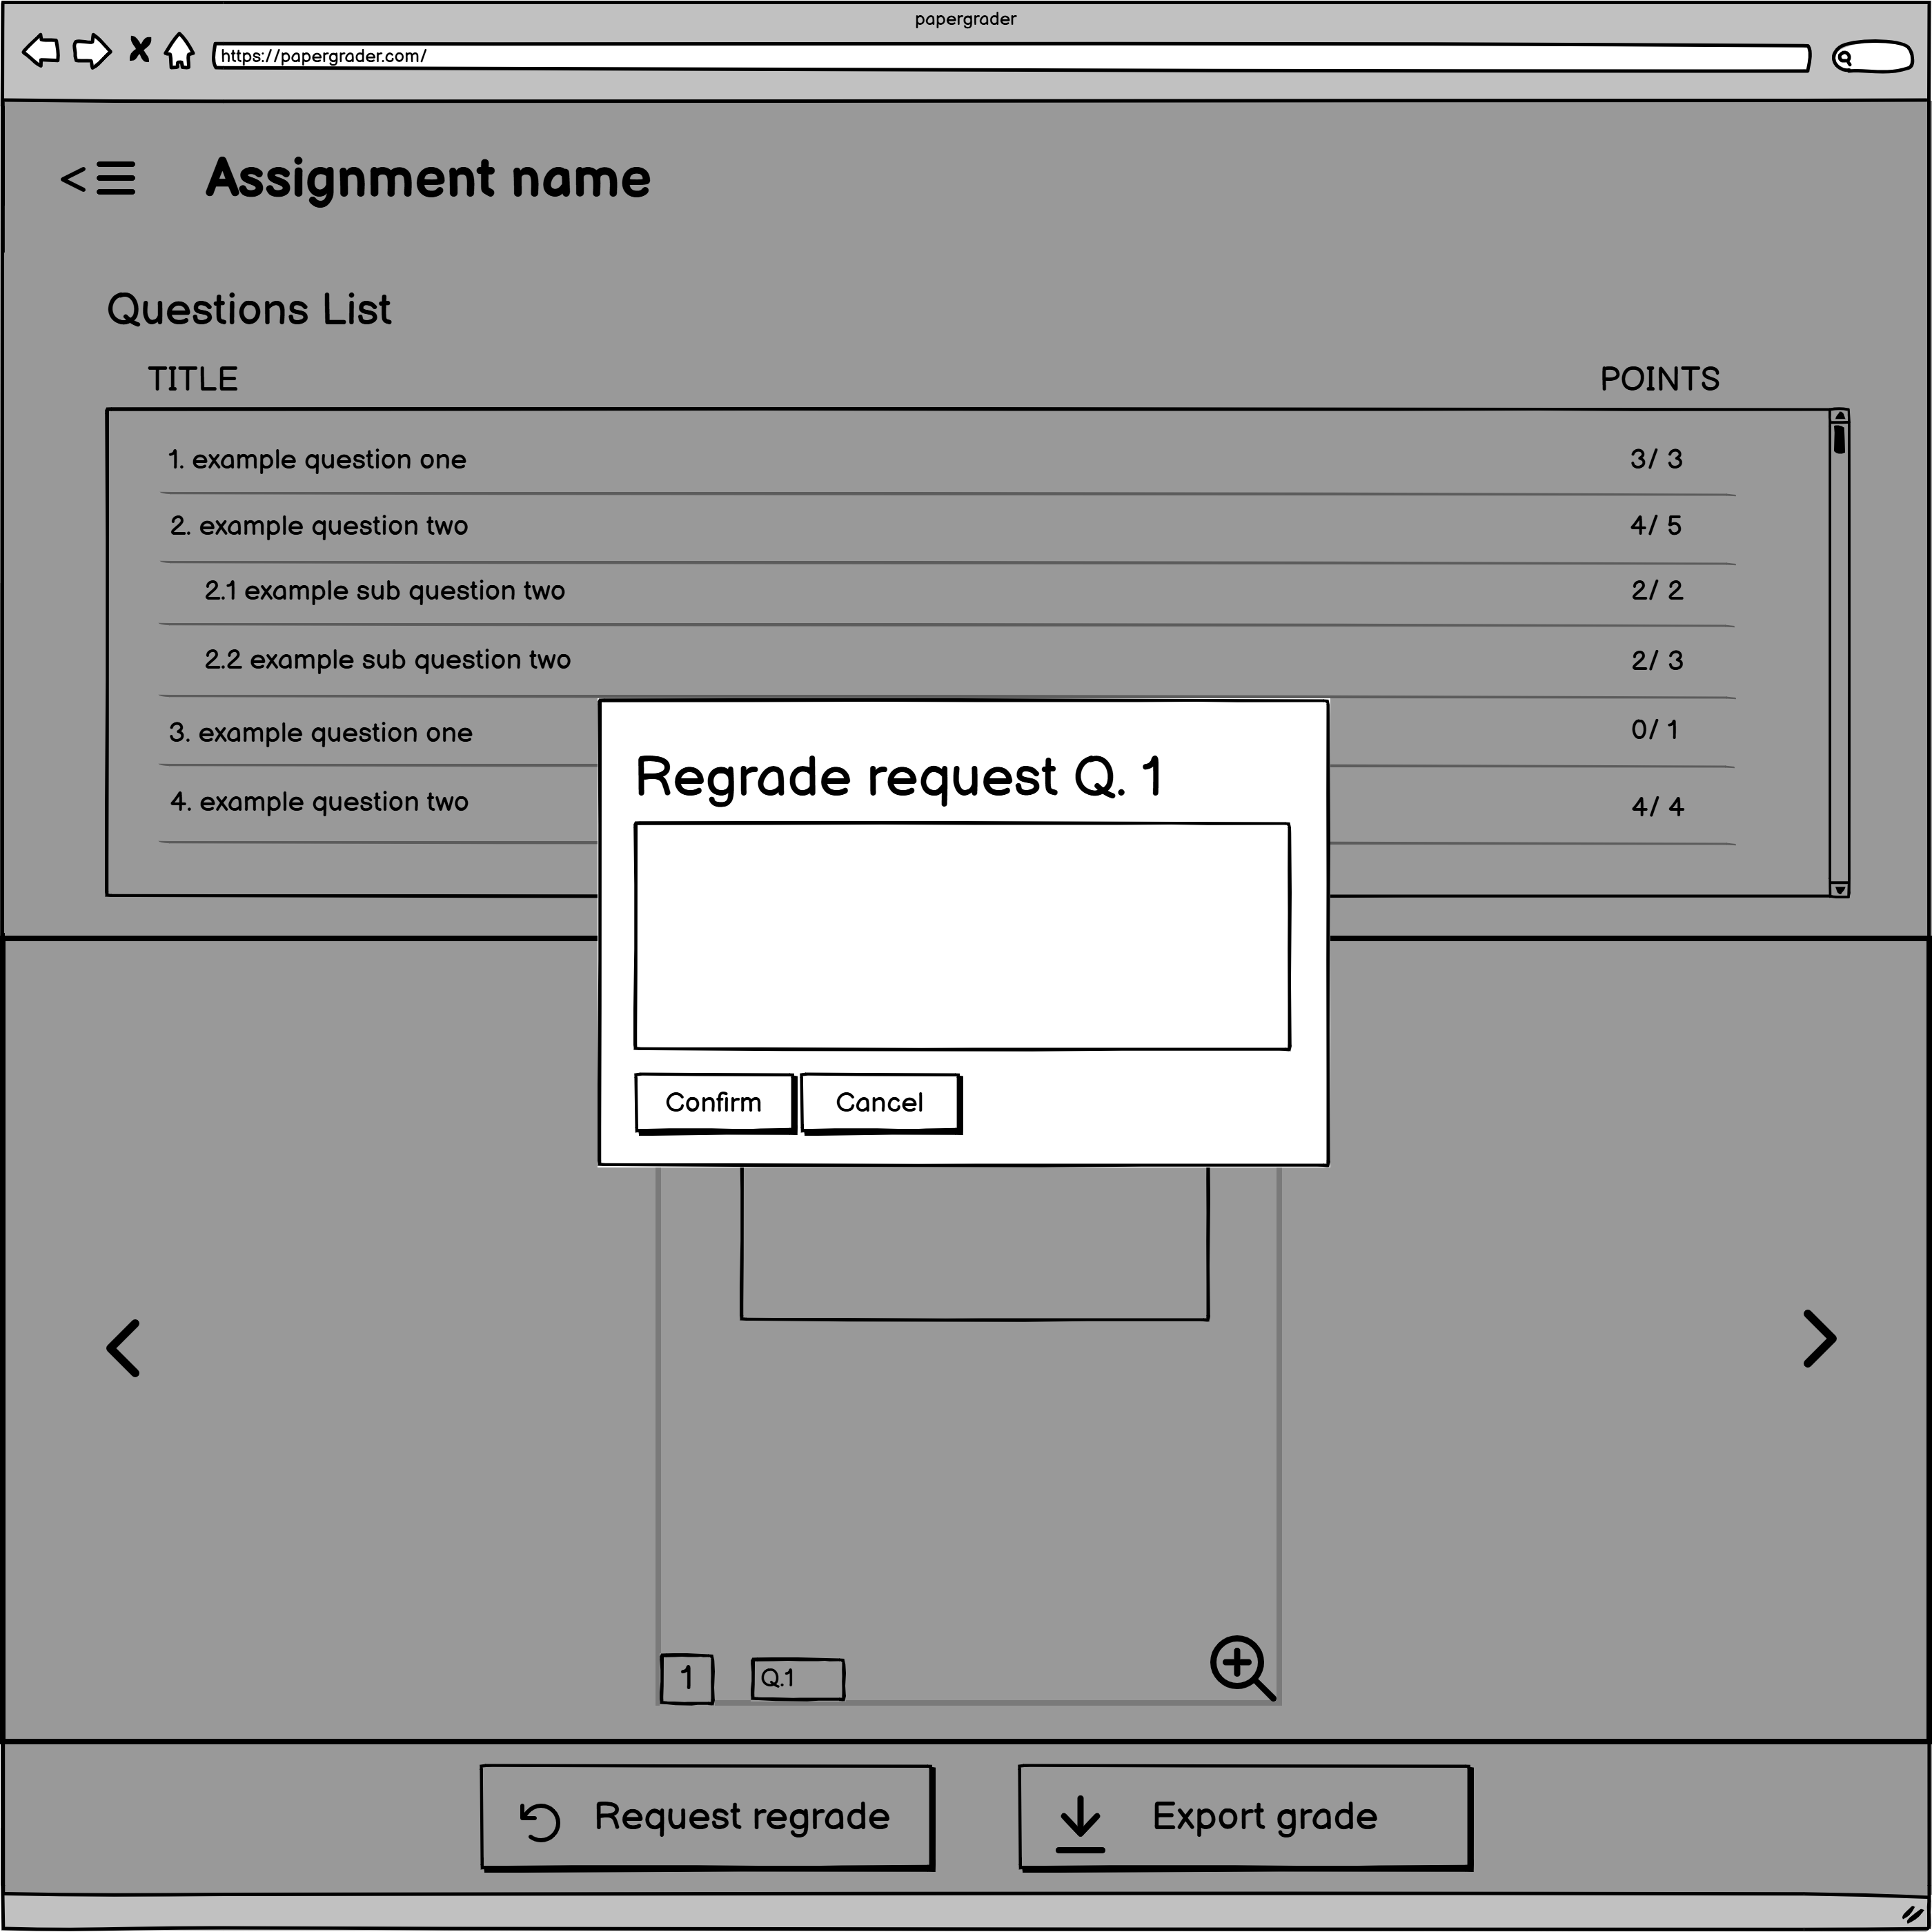 papergrader
https://papergrader.com/
Assignment name
Questions List
TITLE POINTS
1. example question one 3/ 3
2. example question two 4/ 5
2.1 example sub question two 2/ 2
2.2 example sub question two 2/ 3
3. example question one 0/ 1
4. example question two 4/ 4
Regrade request Q. 1
Confirm Cancel
1 Q.1
Request regrade Export grade